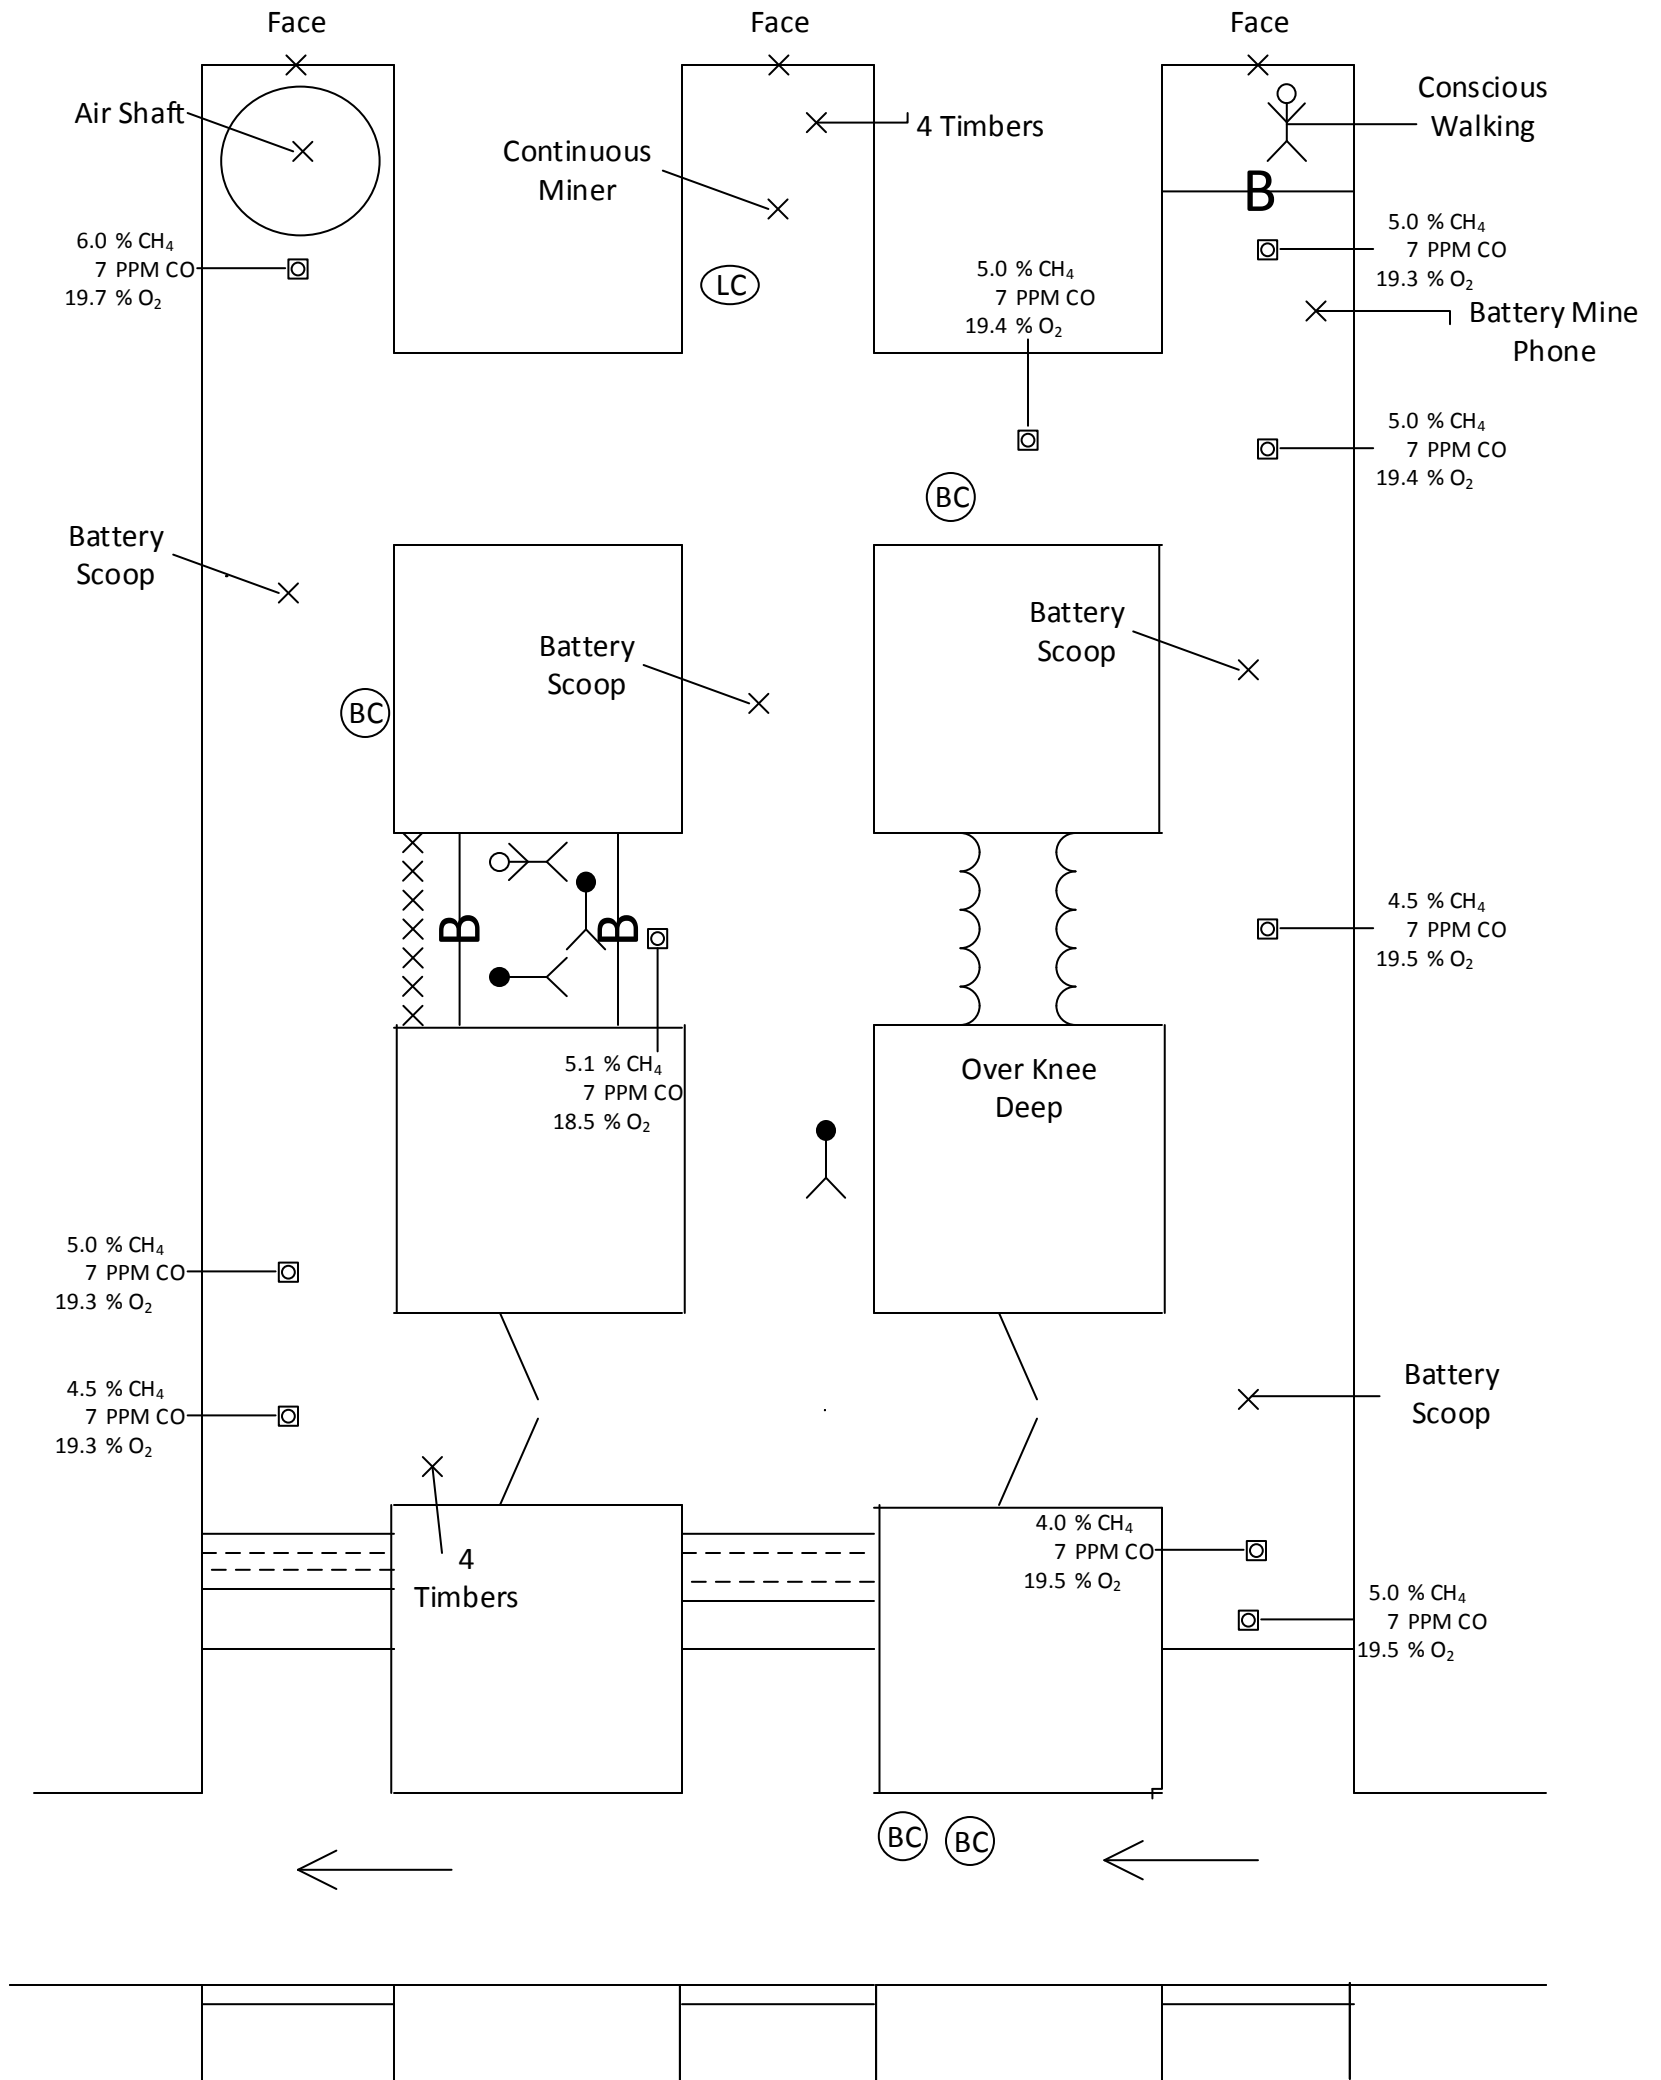 Face
Face
Face
Air Shaft
Continuous
Miner
4 Timbers
Conscious
Walking
B
6.0 % CH₄
7 PPM CO
19.7 % O₂
LC
5.0 % CH₄
7 PPM CO
19.4 % O₂
5.0 % CH₄
7 PPM CO
19.3 % O₂
Battery Mine
Phone
5.0 % CH₄
7 PPM CO
19.4 % O₂
BC
Battery
Scoop
Battery
Scoop
Battery
Scoop
BC
B
B
4.5 % CH₄
7 PPM CO
19.5 % O₂
5.1 % CH₄
7 PPM CO
18.5 % O₂
Over Knee
Deep
5.0 % CH₄
7 PPM CO
19.3 % O₂
4.5 % CH₄
7 PPM CO
19.3 % O₂
Battery
Scoop
4
Timbers
4.0 % CH₄
7 PPM CO
19.5 % O₂
5.0 % CH₄
7 PPM CO
19.5 % O₂
BC
BC